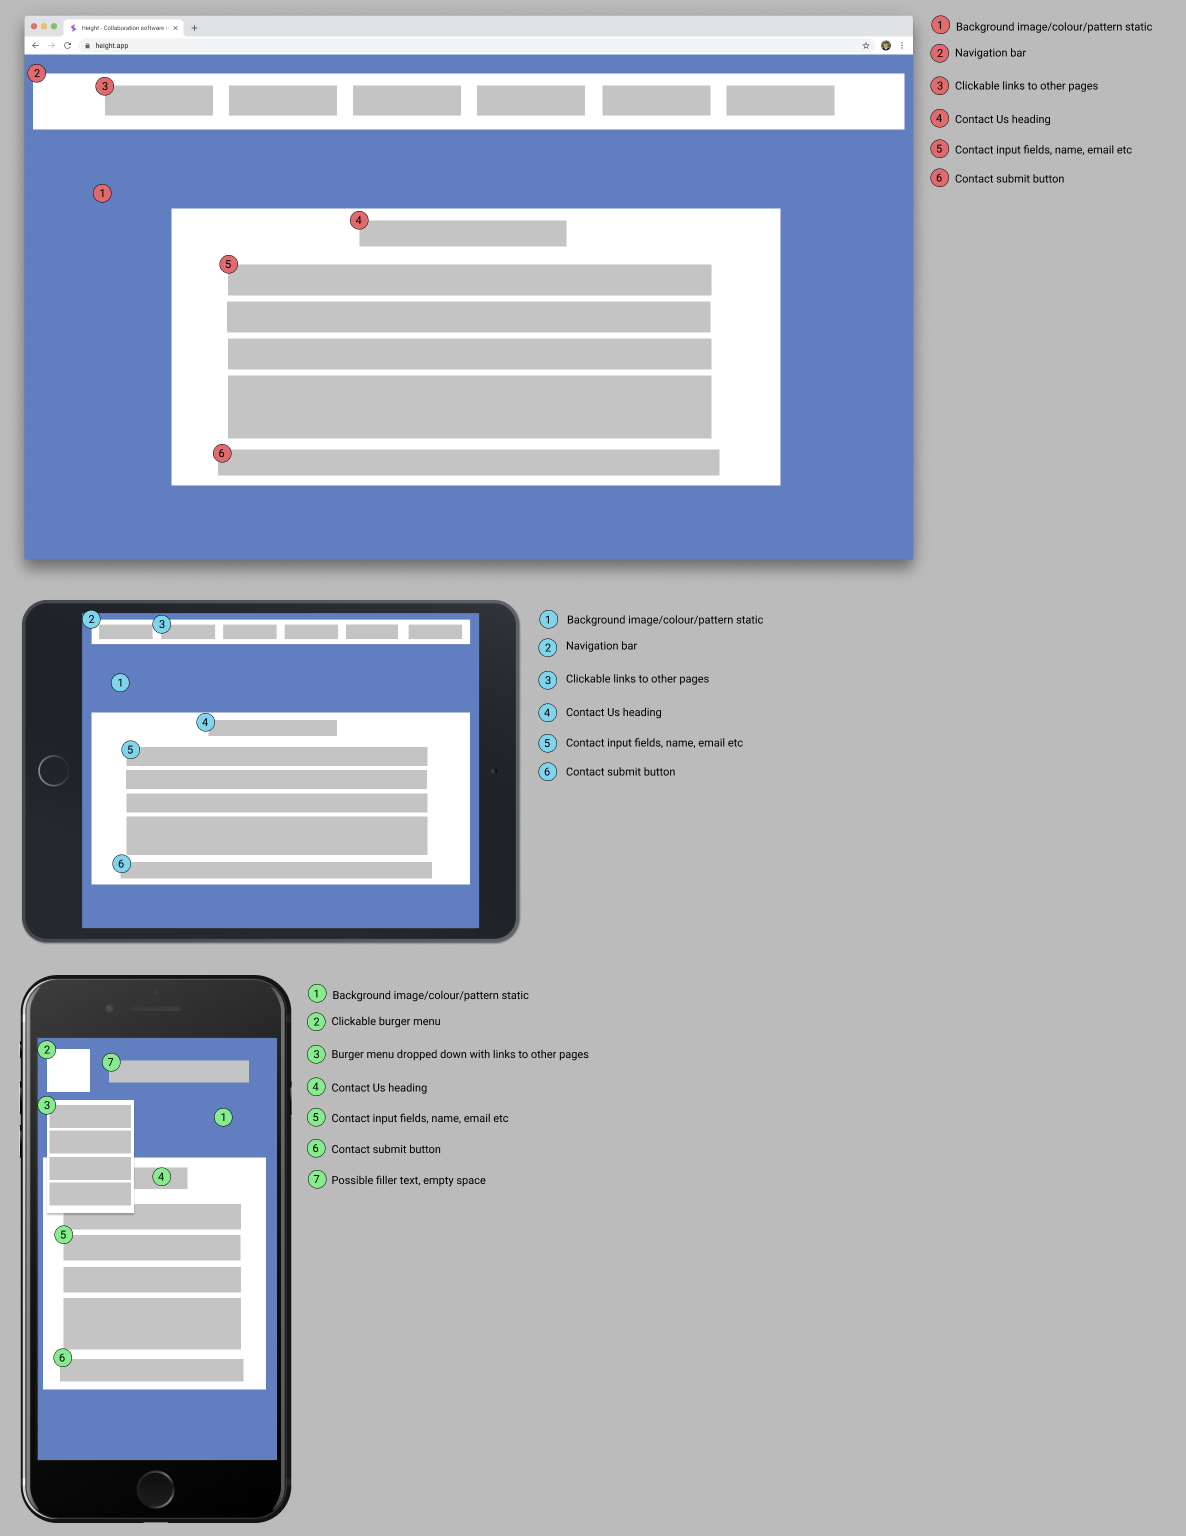 Height - Collaboration software
height.app
1 Background image/colour/pattern static
2 Navigation bar
3 Clickable links to other pages
4 Contact Us heading
5 Contact input fields, name, email etc
6 Contact submit button
2
3
1
4
5
6
1 Background image/colour/pattern static
2 Navigation bar
3 Clickable links to other pages
4 Contact Us heading
5 Contact input fields, name, email etc
6 Contact submit button
2
3
1
4
5
6
1 Background image/colour/pattern static
2 Clickable burger menu
3 Burger menu dropped down with links to other pages
4 Contact Us heading
5 Contact input fields, name, email etc
6 Contact submit button
7 Possible filler text, empty space
2
7
3
1
4
5
6